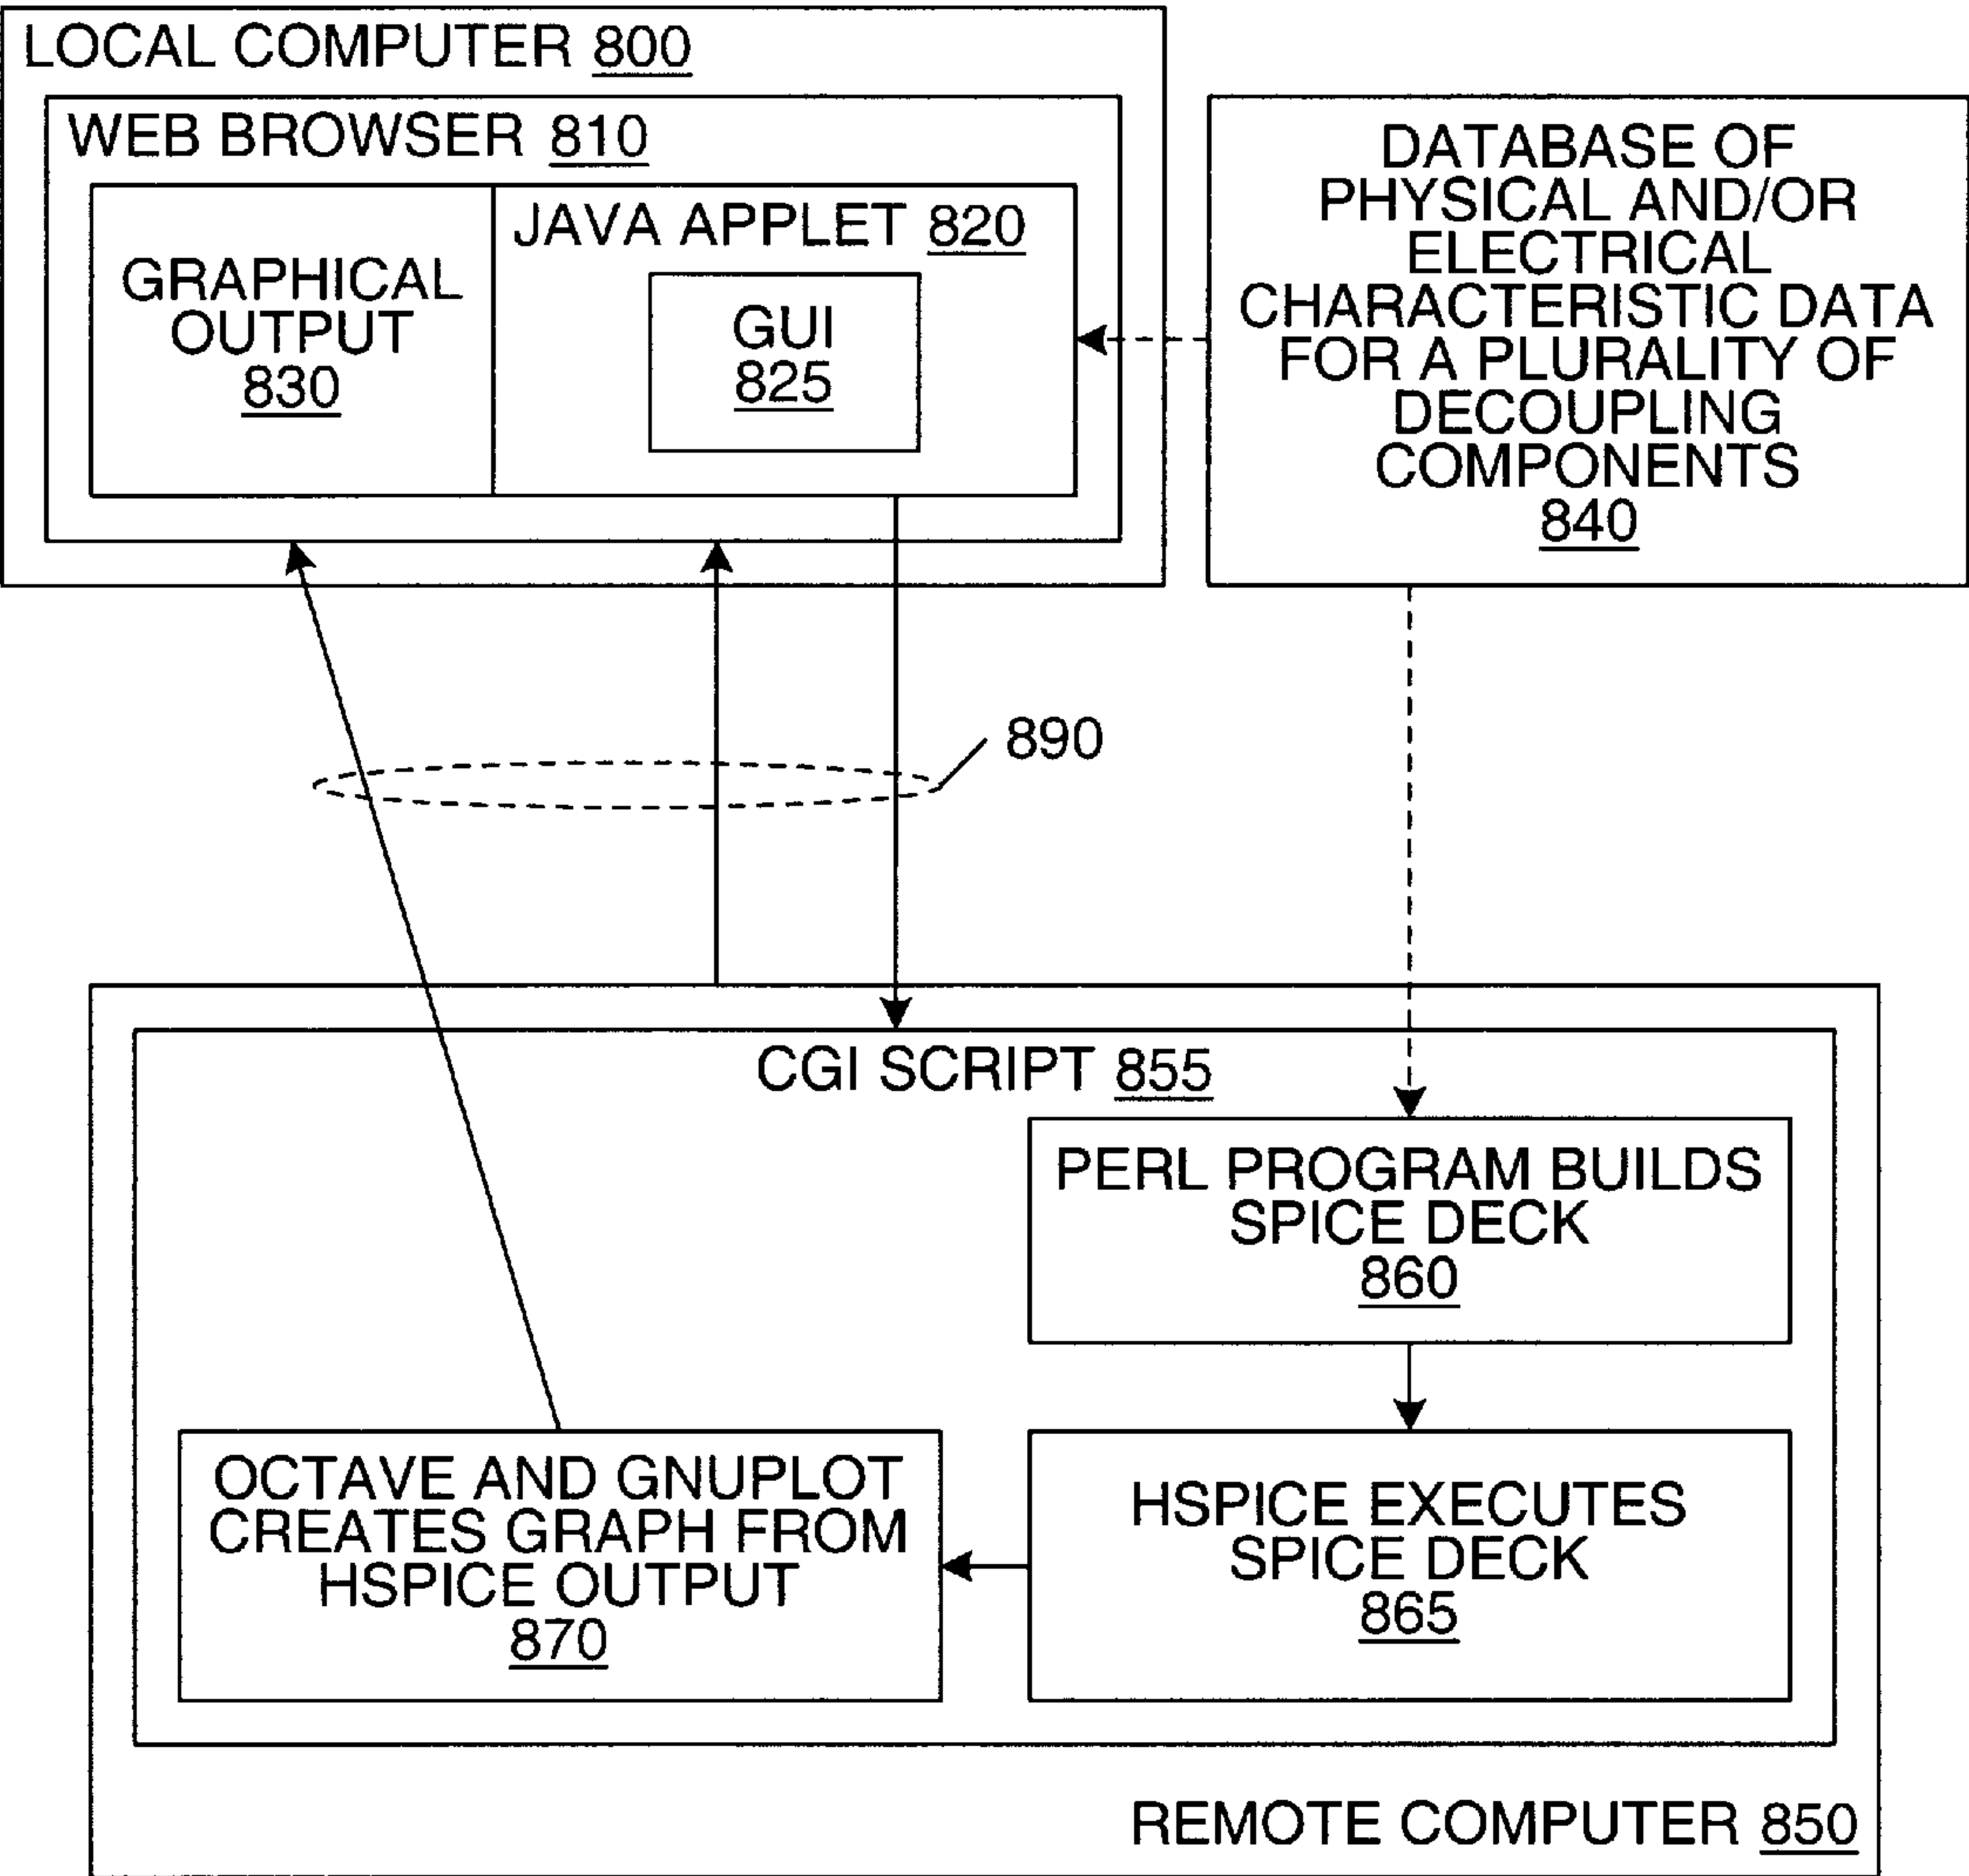 LOCAL COMPUTER 800
WEB BROWSER 810
GRAPHICAL
OUTPUT
830
JAVA APPLET 820
GUI
825
DATABASE OF
PHYSICAL AND/OR
ELECTRICAL
CHARACTERISTIC DATA
FOR A PLURALITY OF
DECOUPLING
COMPONENTS
840
890
CGI SCRIPT 855
PERL PROGRAM BUILDS
SPICE DECK
860
OCTAVE AND GNUPLOT
CREATES GRAPH FROM
HSPICE OUTPUT
870
HSPICE EXECUTES
SPICE DECK
865
REMOTE COMPUTER 850